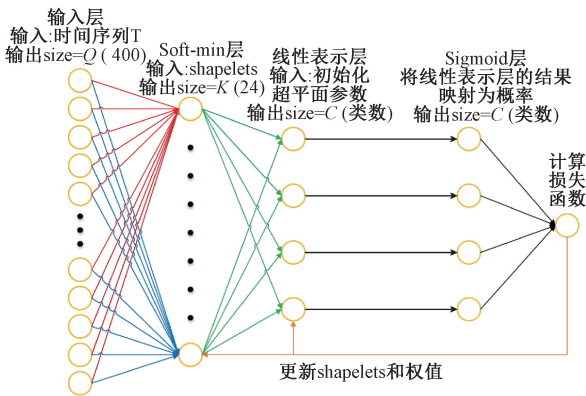 输入层
输入:时间序列T
输出size=Q ( 400)
Soft-min层
输入:shapelets
输出size=K (24)
线性表示层
输入:初始化
超平面参数
输出size=C (类数)
Sigmoid层
将线性表示层的结果
映射为概率
输出size=C (类数)
计算
损失
函数
更新shapelets和权值